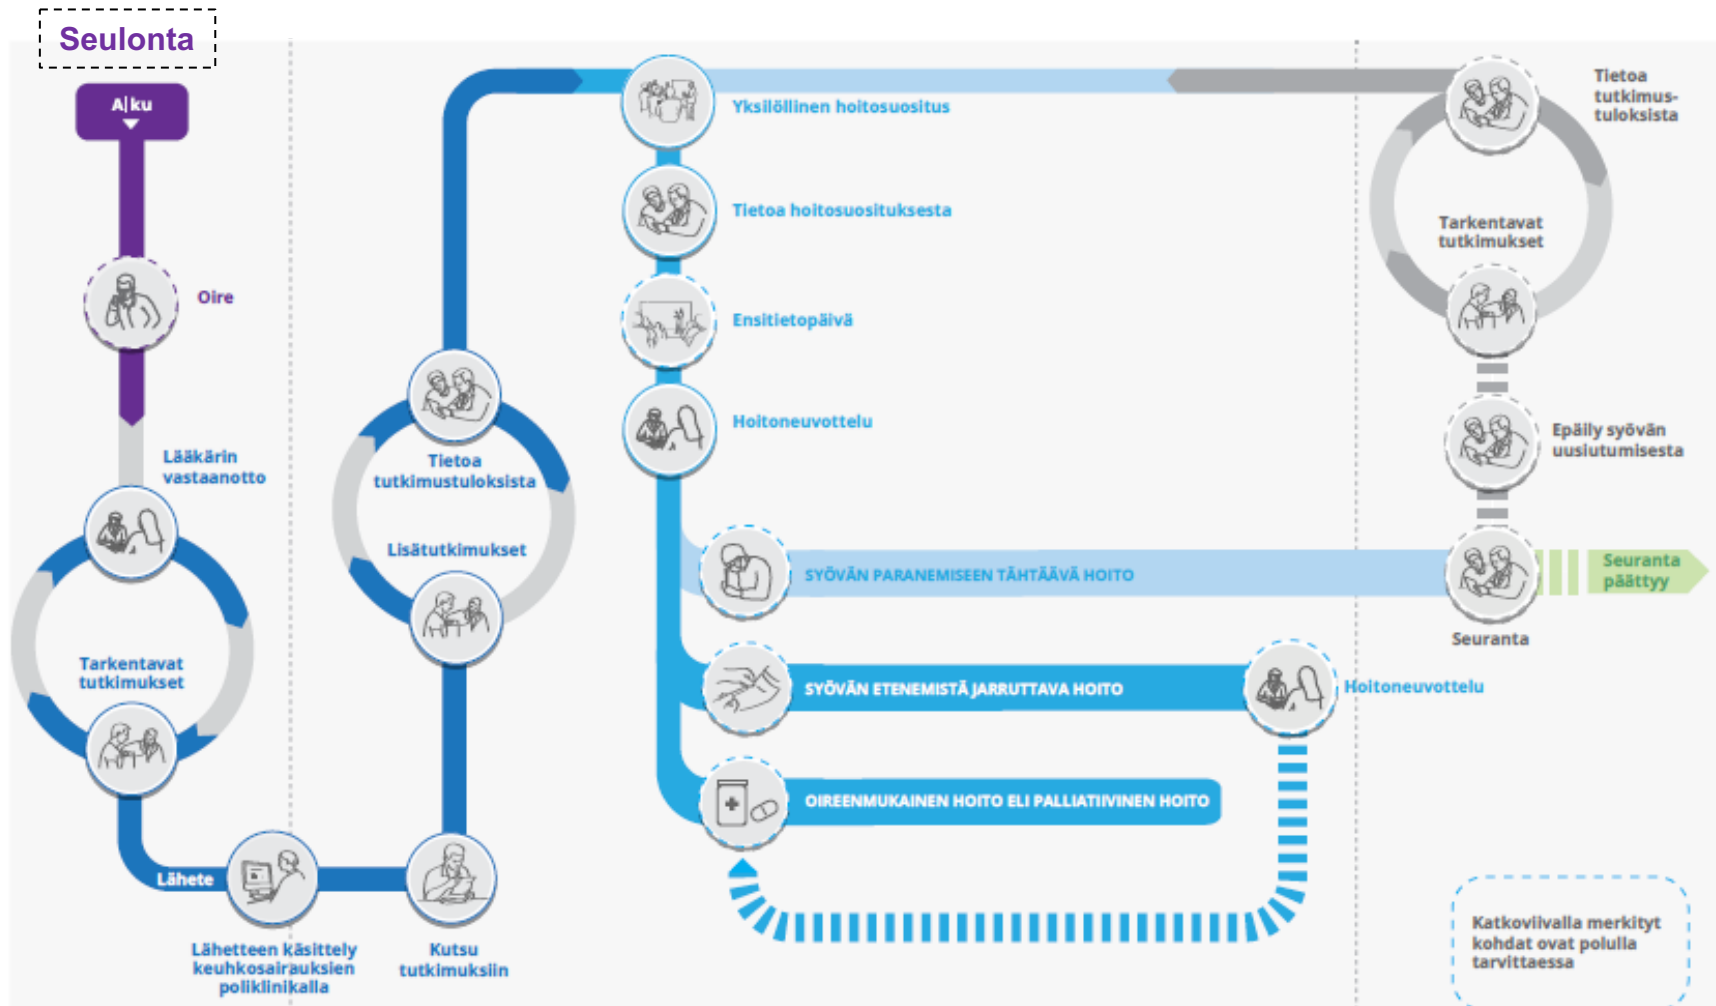 Seulonta
Alku
Oire
Lääkärin
vastaanotto
Tarkentavat
tutkimukset
Lähete
Lähetteen käsittely
keuhkosairauksien
poliklinikalla
Kutsu
tutkimuksiin
Lisätutkimukset
Tietoa
tutkimustuloksista
Yksilöllinen hoitosuositus
Tietoa hoitosuosituksesta
Ensitietopäivä
Hoitoneuvottelu
SYÖVÄN PARANEMISEEN TÄHTÄÄVÄ HOITO
SYÖVÄN ETENEMISTÄ JARRUTTAVA HOITO
Hoitoneuvottelu
OIREENMUKAINEN HOITO ELI PALLIATIIVINEN HOITO
Seuranta
Seuranta
päättyy
Epäily syövän
uusiutumisesta
Tarkentavat
tutkimukset
Tietoa
tutkimus-
tuloksista
Katkoviivalla merkityt
kohdat ovat polulla
tarvittaessa